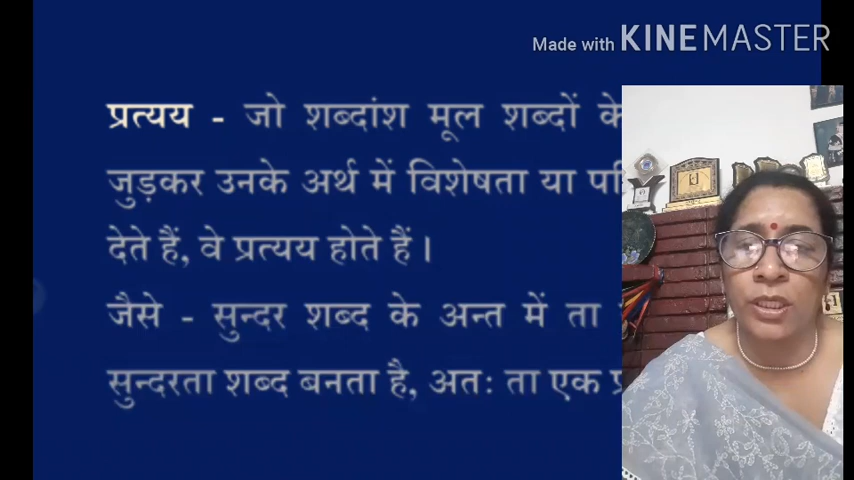 Made with KINEMASTER
प्रत्यय - जो शब्दांश मूल शब्दों के
जुड़कर उनके अर्थ में विशेषता या
देते हैं, वे प्रत्यय होते हैं ।
जैसे - सुन्दर शब्द के अन्त में ता
सुन्दरता शब्द बनता है, अतः ता एक